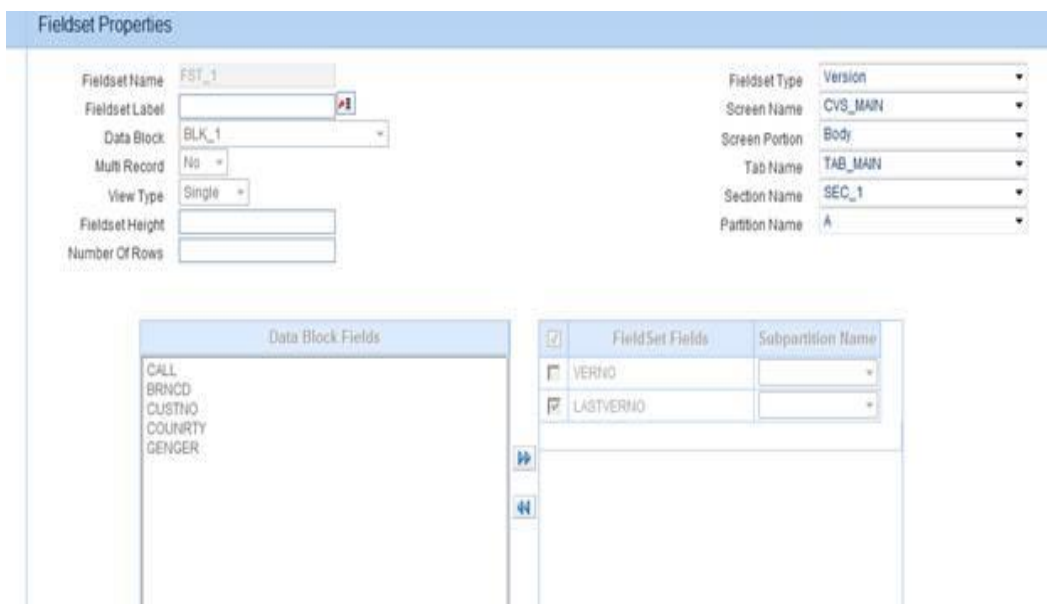 Fieldset Properties
Fieldset Name FST_1
Fieldset Label
Data Block BLK_1
Multi Record No
View Type Single
Fieldset Height
Number Of Rows
Fieldset Type Version
Screen Name CVS_MAIN
Screen Portion Body
Tab Name TAB_MAIN
Section Name SEC_1
Partition Name A
Data Block Fields
CALL
BRNCD
CUSTNO
COUNRTY
GENGER
FieldSet Fields Subpartition Name
VERNO
LASTVERNO